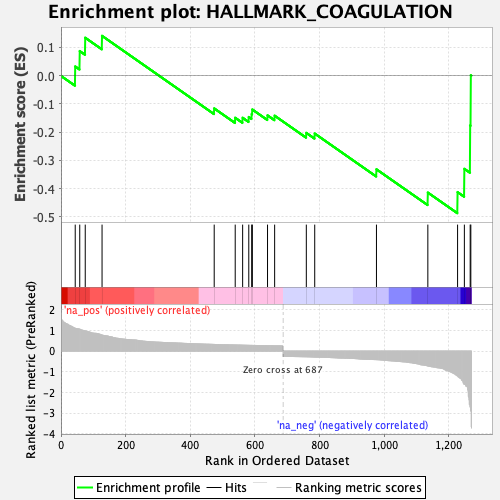 Enrichment plot: HALLMARK_COAGULATION
Enrichment score (ES)
0.1
0.0
-0.1
-0.2
-0.3
-0.4
-0.5
'na_pos' (positively correlated)
Ranked list metric (PreRanked)
2
1
0
-1
-2
-3
-4
Zero cross at 687
'na_neg' (negatively correlated)
0 200 400 600 800 1,000 1,200
Rank in Ordered Dataset
Enrichment profile Hits Ranking metric scores